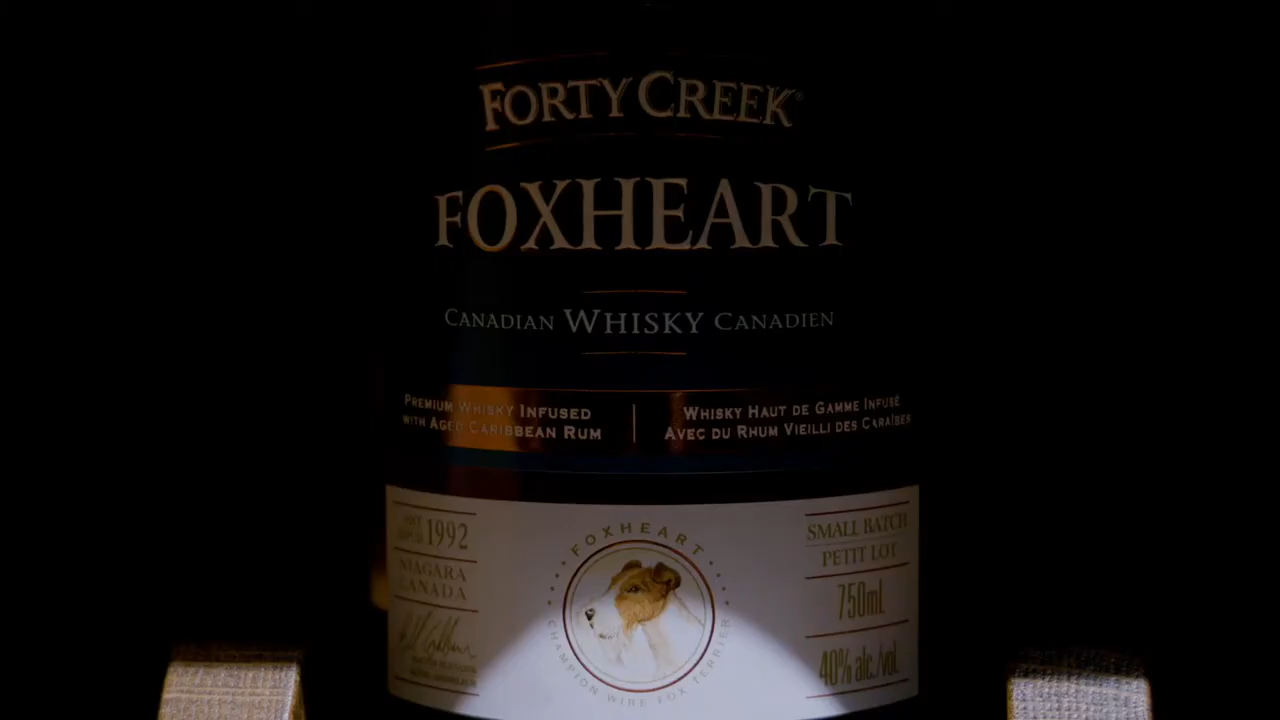 FORTY CREEK®
FOXHEART
CANADIAN WHISKY CANADIEN
PREMIUM WHISKY INFUSED
WITH AGED CARIBBEAN RUM
WHISKY HAUT DE GAMME INFUSÉ
AVEC DU RHUM VIEILLI DES CARAÏBES
1992
NIAGARA
CANADA
FOXHEART
CHAMPION WIRE FOX TERRIER
SMALL BATCH
PETIT LOT
750mL
40% alc./vol.